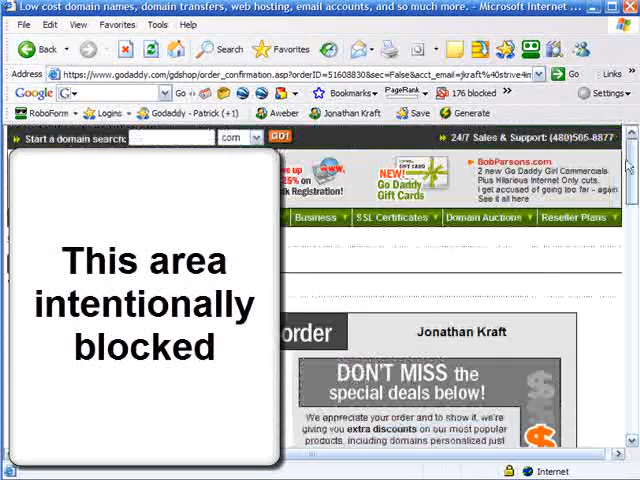 Low cost domain names, domain transfers, web hosting, email accounts, and so much more. - Microsoft Internet ...
File Edit View Favorites Tools Help
Back Search Favorites
Address https://www.godaddy.com/gdshop/order_confirmation.asp?orderID=51608830&sec=False&acct_email=jkraft%40strive4im Go Links »
Google G Bookmarks PageRank 176 blocked » Settings
RoboForm Logins Godaddy - Patrick (+1) Aweber Jonathan Kraft Save Generate
» Start a domain search: .com GO! » 24/7 Sales & Support: (480)505-8877
up
25% on
Registration!
NEW!
Go Daddy
Gift Cards
GIFT CARD
BobParsons.com
2 new Go Daddy Girl Commercials
Plus Hilarious Internet Only cuts.
I get accused of going too far - again
See it all here
Business SSL Certificates Domain Auctions Reseller Plans
This area
intentionally
blocked
order Jonathan Kraft
DON'T MISS the
special deals below!
We appreciate your order and to show it, we're
giving you extra discounts on our most popular
products, including domains personalized just
Internet